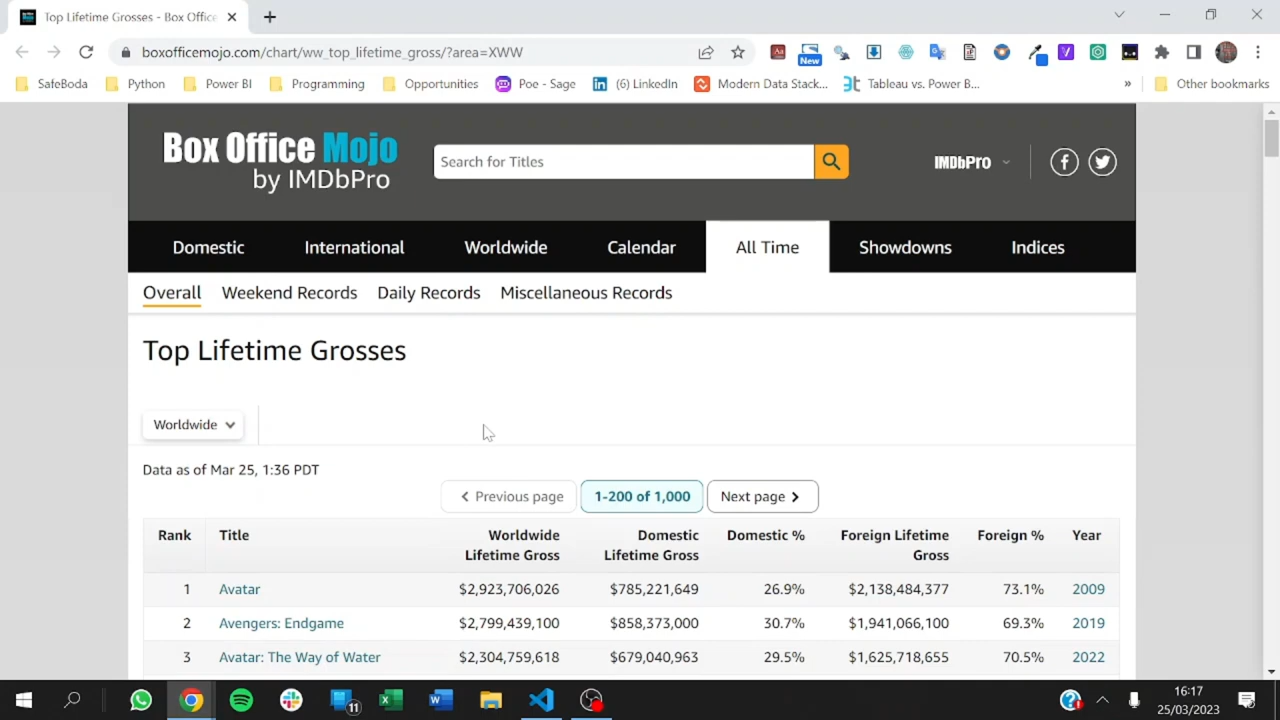 Top Lifetime Grosses - Box Office
boxofficemojo.com/chart/ww_top_lifetime_gross/?area=XWW
New
SafeBoda Python Power BI Programming Opportunities Poe - Sage (6) LinkedIn Modern Data Stack... Tableau vs. Power B... » Other bookmarks
Box Office Mojo
by IMDbPro
Search for Titles
IMDbPro
Domestic International Worldwide Calendar All Time Showdowns Indices
Overall Weekend Records Daily Records Miscellaneous Records
Top Lifetime Grosses
Worldwide
Data as of Mar 25, 1:36 PDT
Previous page 1-200 of 1,000 Next page
Rank Title Worldwide Lifetime Gross Domestic Lifetime Gross Domestic % Foreign Lifetime Gross Foreign % Year
1 Avatar $2,923,706,026 $785,221,649 26.9% $2,138,484,377 73.1% 2009
2 Avengers: Endgame $2,799,439,100 $858,373,000 30.7% $1,941,066,100 69.3% 2019
3 Avatar: The Way of Water $2,304,759,618 $679,040,963 29.5% $1,625,718,655 70.5% 2022
11
16:17
25/03/2023